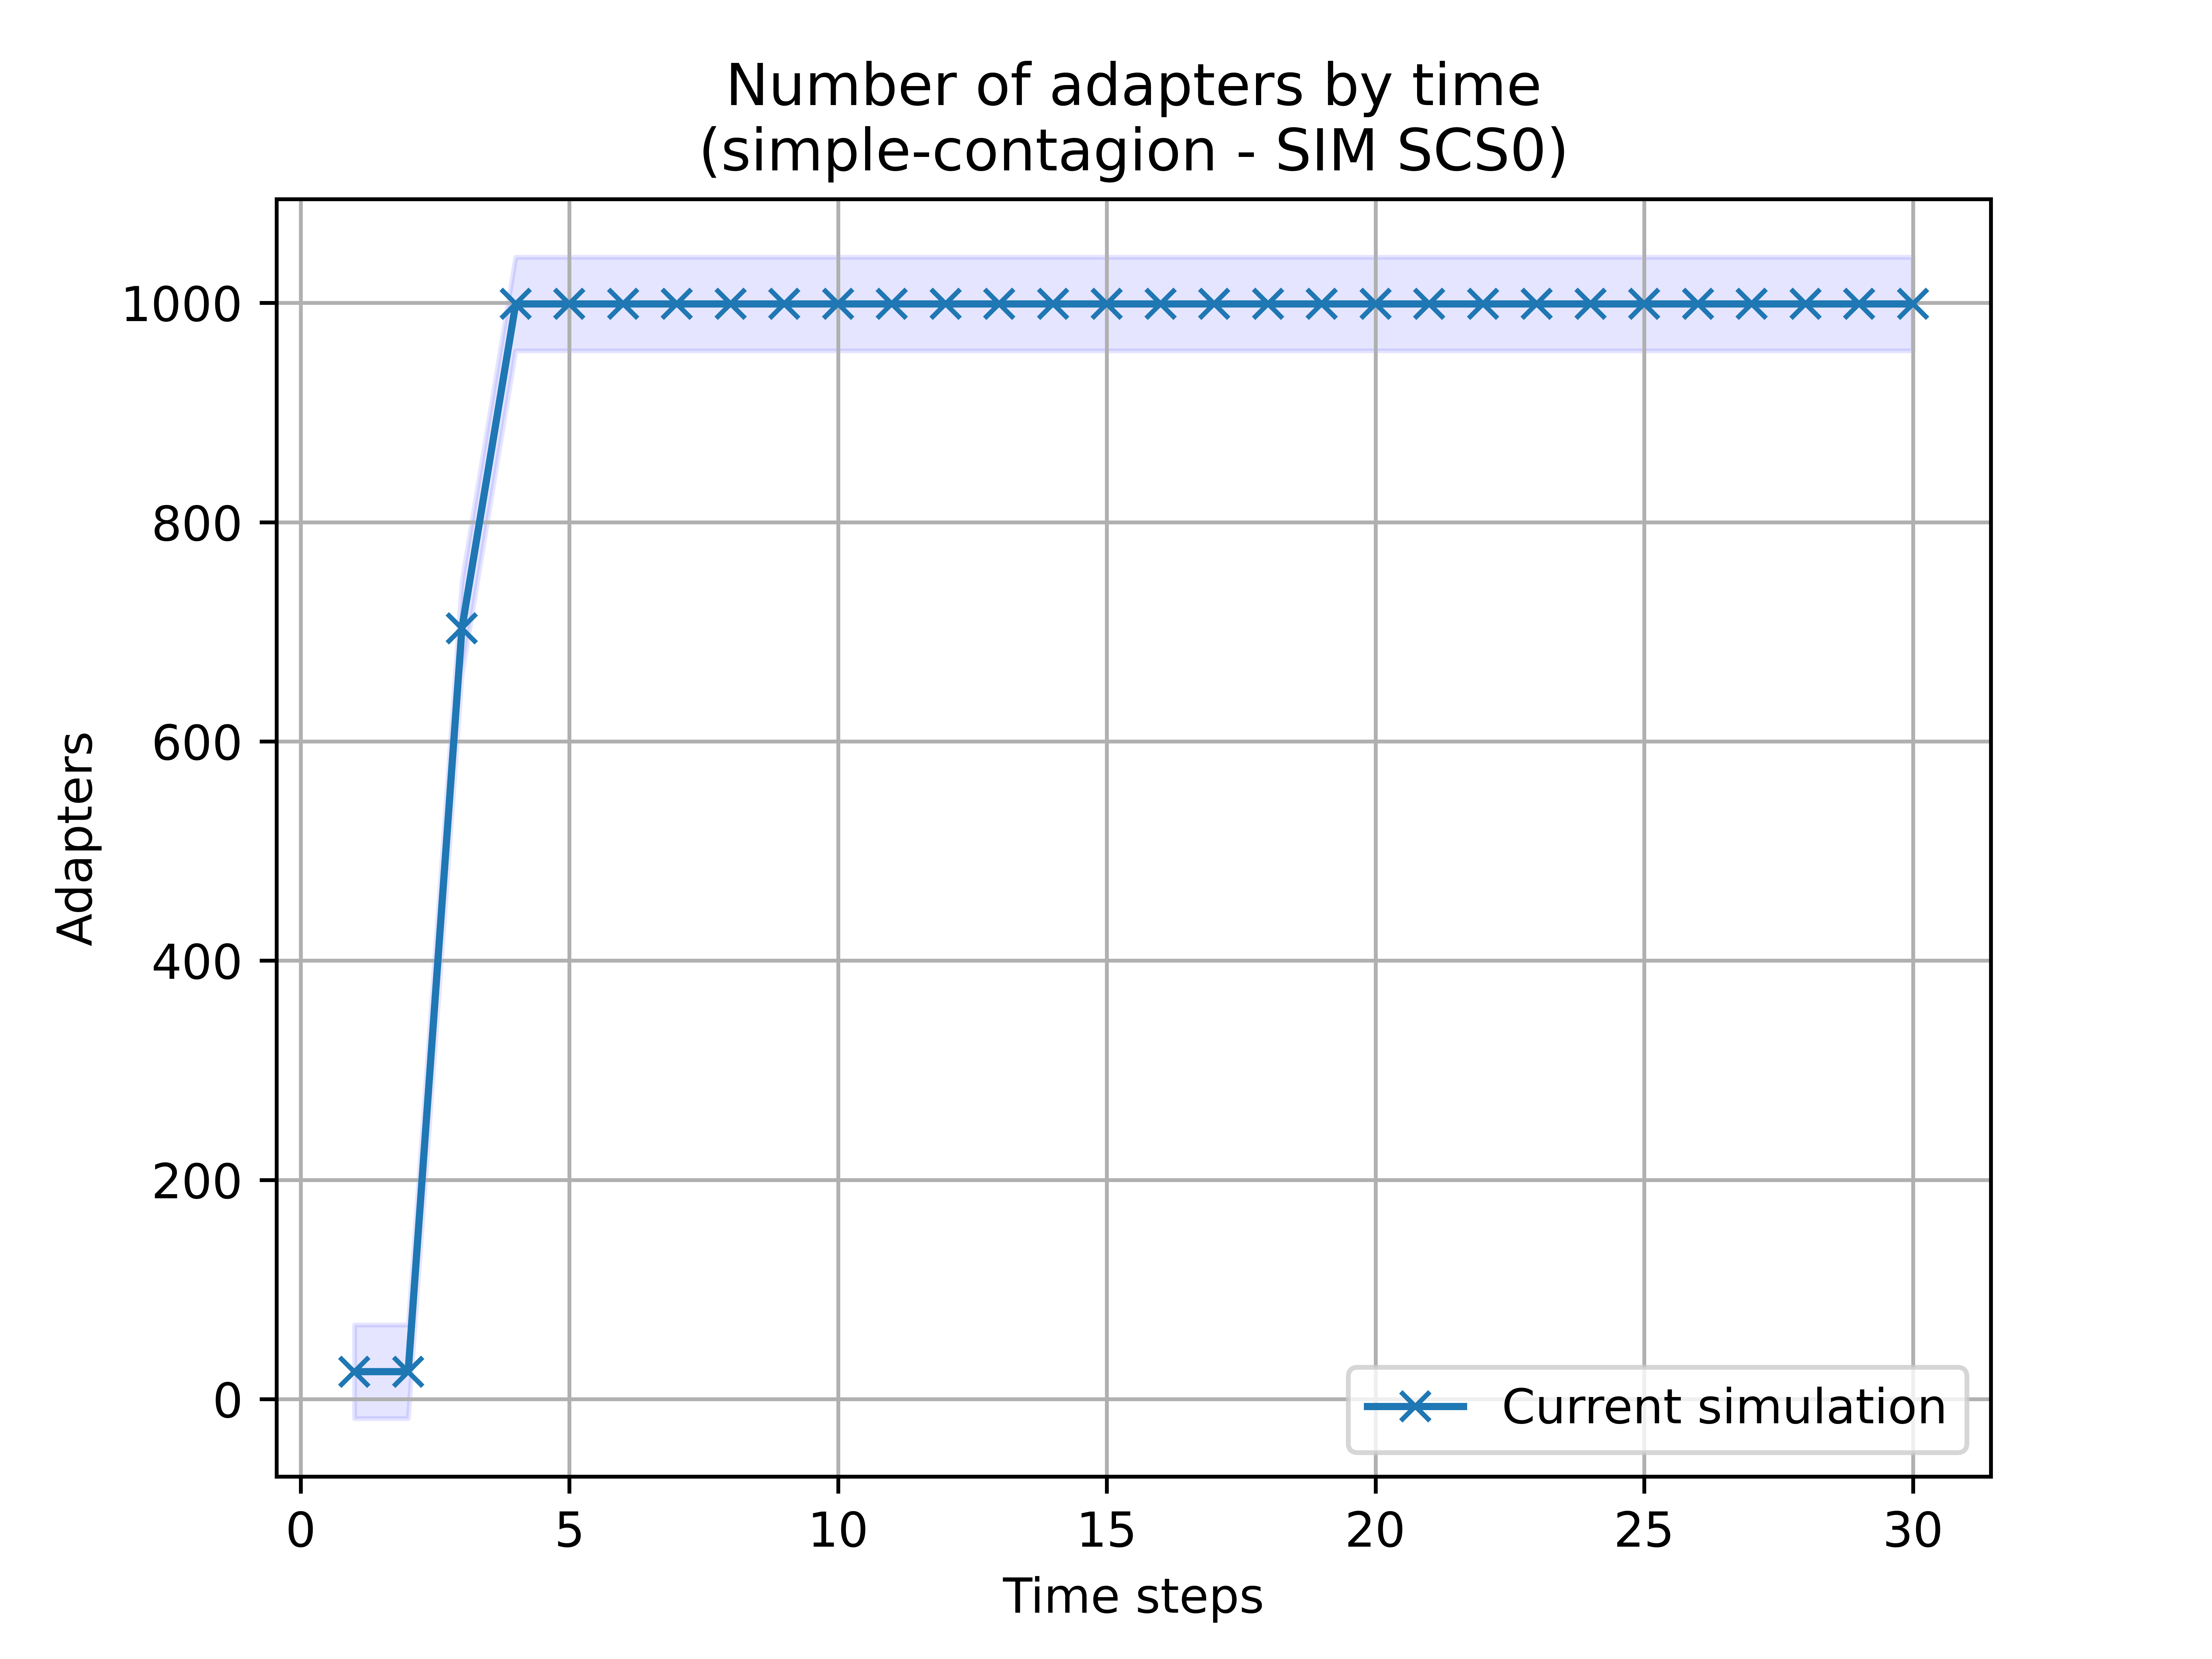 Number of adapters by time
(simple-contagion - SIM SCS0)
1000
800
600
400
200
0
Adapters
Current simulation
0 5 10 15 20 25 30
Time steps